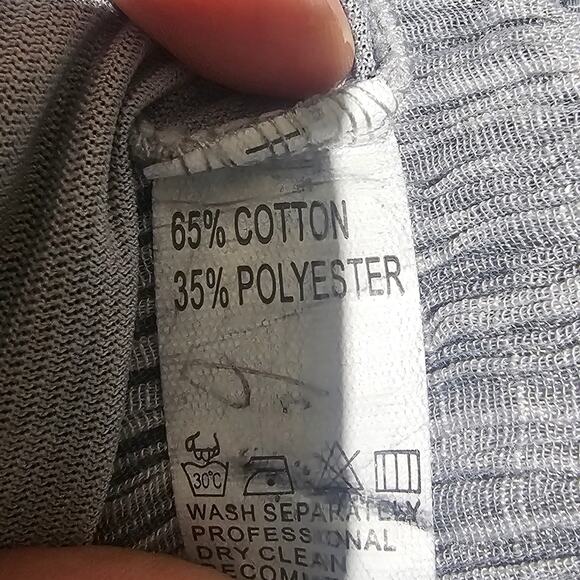 65% COTTON
35% POLYESTER
30°C
WASH SEPARATELY
PROFESSIONAL
DRY CLEAN